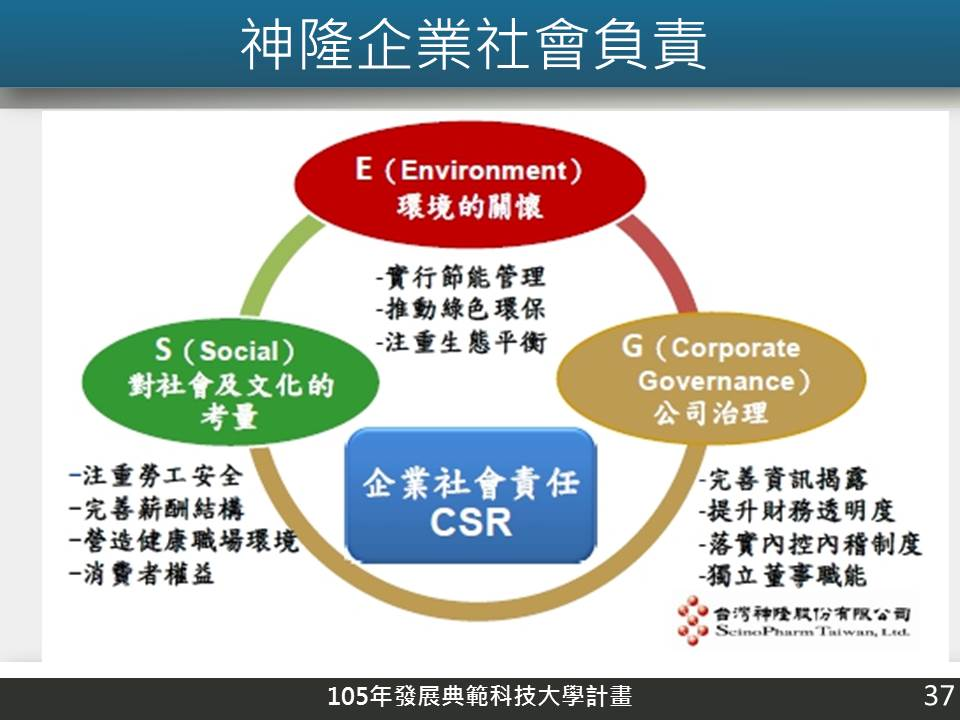 神隆企業社會負責
E（Environment）
環境的關懷
-實行節能管理
-推動綠色環保
-注重生態平衡
S（Social）
對社會及文化的
考量
-注重勞工安全
-完善薪酬結構
-營造健康職場環境
-消費者權益
G（Corporate
Governance）
公司治理
-完善資訊揭露
-提升財務透明度
-落實內控內稽制度
-獨立董事職能
企業社會責任
CSR
台灣神隆股份有限公司
ScinoPharm Taiwan, Ltd.
105年發展典範科技大學計畫
37